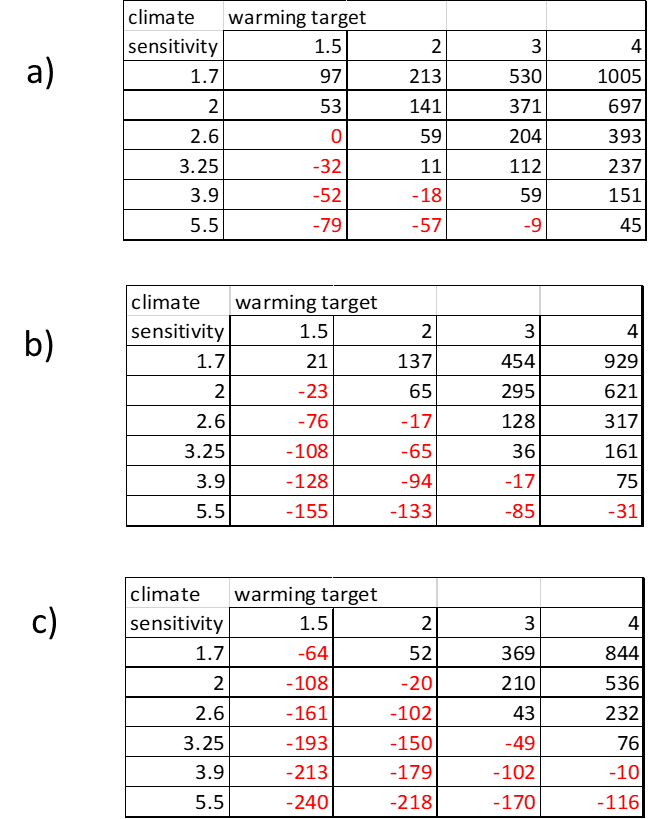 a)
climate warming target
sensitivity 1.5 2 3 4
1.7 97 213 530 1005
2 53 141 371 697
2.6 0 59 204 393
3.25 -32 11 112 237
3.9 -52 -18 59 151
5.5 -79 -57 -9 45
b)
climate warming target
sensitivity 1.5 2 3 4
1.7 21 137 454 929
2 -23 65 295 621
2.6 -76 -17 128 317
3.25 -108 -65 36 161
3.9 -128 -94 -17 75
5.5 -155 -133 -85 -31
c)
climate warming target
sensitivity 1.5 2 3 4
1.7 -64 52 369 844
2 -108 -20 210 536
2.6 -161 -102 43 232
3.25 -193 -150 -49 76
3.9 -213 -179 -102 -10
5.5 -240 -218 -170 -116